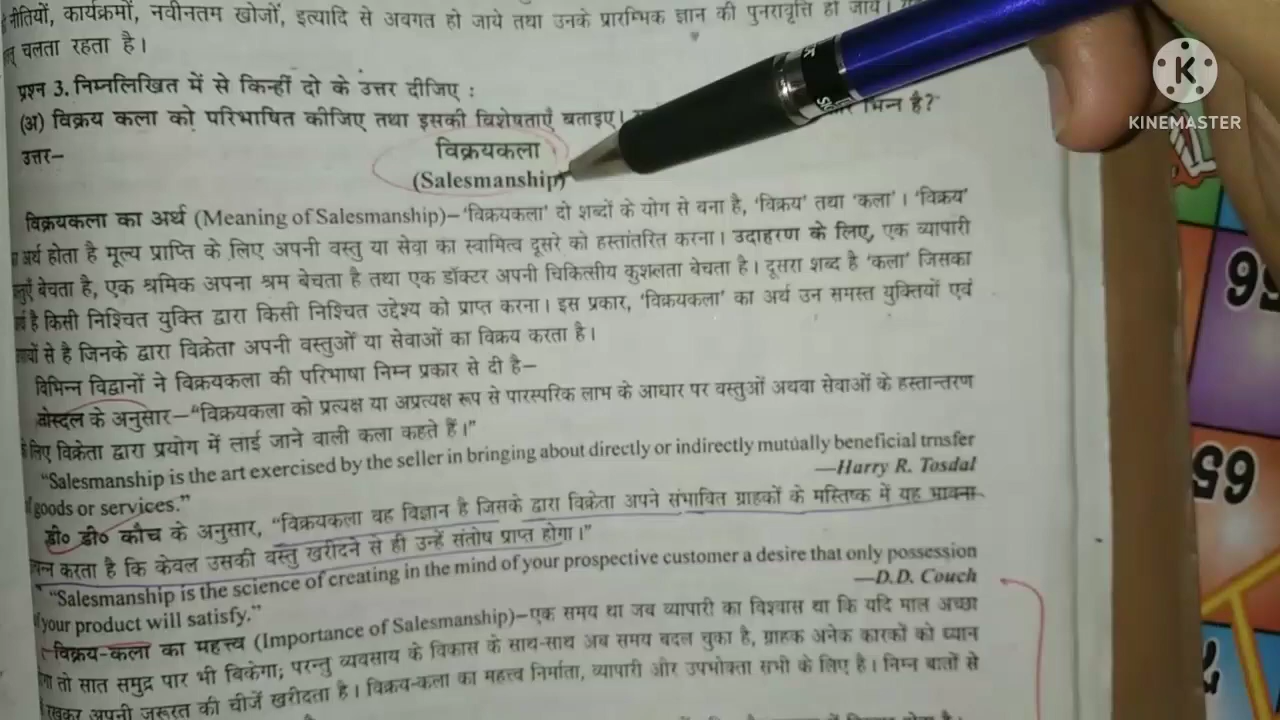 नीतियों, कार्यक्रमों, नवीनतम खोजों, इत्यादि से अवगत हो जाये तथा उनके प्रारम्भिक ज्ञान की पुनरावृत्ति हो जाये।
चलता रहता है।
प्रश्न 3. निम्नलिखित में से किन्हीं दो के उत्तर दीजिए :
(अ) विक्रय कला को परिभाषित कीजिए तथा इसकी विशेषताएँ बताइए। भिन्न है?
उत्तर–
विक्रयकला
(Salesmanship)
विक्रयकला का अर्थ (Meaning of Salesmanship)–'विक्रयकला' दो शब्दों के योग से बना है, 'विक्रय' तथा 'कला'। 'विक्रय'
अर्थ होता है मूल्य प्राप्ति के लिए अपनी वस्तु या सेवा का स्वामित्व दूसरे को हस्तांतरित करना। उदाहरण के लिए, एक व्यापारी
बेचता है, एक श्रमिक अपना श्रम बेचता है तथा एक डॉक्टर अपनी चिकित्सीय कुशलता बेचता है। दूसरा शब्द है 'कला' जिसका
है किसी निश्चित युक्ति द्वारा किसी निश्चित उद्देश्य को प्राप्त करना। इस प्रकार, 'विक्रयकला' का अर्थ उन समस्त युक्तियों एवं
से है जिनके द्वारा विक्रेता अपनी वस्तुओं या सेवाओं का विक्रय करता है।
विभिन्न विद्वानों ने विक्रयकला की परिभाषा निम्न प्रकार से दी है–
के अनुसार–"विक्रयकला को प्रत्यक्ष या अप्रत्यक्ष रूप से पारस्परिक लाभ के आधार पर वस्तुओं अथवा सेवाओं के हस्तान्तरण
लिए विक्रेता द्वारा प्रयोग में लाई जाने वाली कला कहते हैं।"
"Salesmanship is the art exercised by the seller in bringing about directly or indirectly mutually beneficial trnsfer
goods or services."
—Harry R. Tosdal
डी० डी० कौच के अनुसार, "विक्रयकला वह विज्ञान है जिसके द्वारा विक्रेता अपने संभावित ग्राहकों के मस्तिष्क में यह भावना
करता है कि केवल उसकी वस्तु खरीदने से ही उन्हें संतोष प्राप्त होगा।"
"Salesmanship is the science of creating in the mind of your prospective customer a desire that only possession
your product will satisfy."
—D.D. Couch
विक्रय-कला का महत्त्व (Importance of Salesmanship)–एक समय था जब व्यापारी का विश्वास था कि यदि माल अच्छा
तो सात समुद्र पार भी बिकेगा; परन्तु व्यवसाय के विकास के साथ-साथ अब समय बदल चुका है, ग्राहक अनेक कारकों को ध्यान
रखकर अपनी जरूरत की चीजें खरीदता है। विक्रय-कला का महत्त्व निर्माता, व्यापारी और उपभोक्ता सभी के लिए है। निम्न बातों से
K
KINEMASTER
65